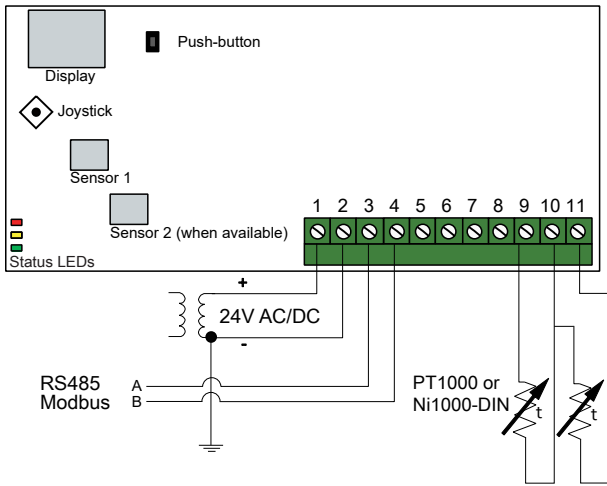 Push-button
Display
Joystick
Sensor 1
Sensor 2 (when available)
Status LEDs
1 2 3 4 5 6 7 8 9 10 11
+
24V AC/DC
-
RS485
Modbus
A
B
PT1000 or
Ni1000-DIN
t
t